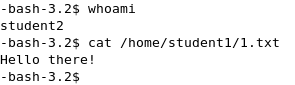 -bash-3.2$ whoami
student2
-bash-3.2$ cat /home/student1/1.txt
Hello there!
-bash-3.2$